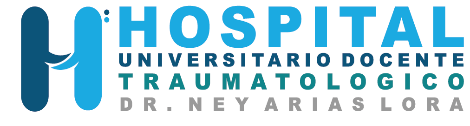 HOSPITAL
UNIVERSITARIO DOCENTE
TRAUMATOLOGICO
DR. NEY ARIAS LORA